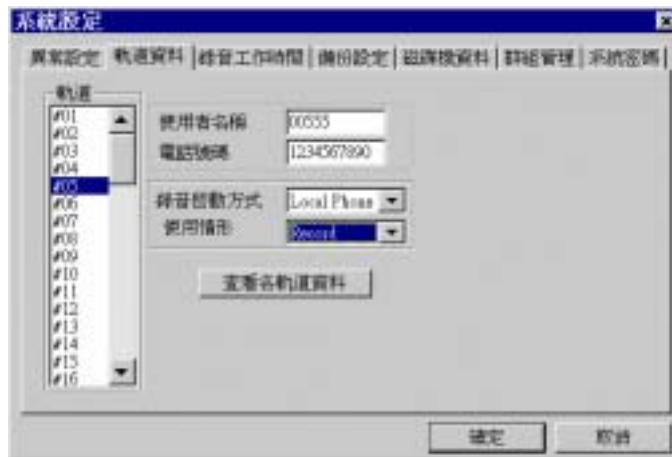 系統設定
異常設定 軌道資料 錄音工作時間 備份設定 磁碟機資料 群組管理 系統密碼
軌道
#01
#02
#03
#04
#05
#06
#07
#08
#09
#10
#11
#12
#13
#14
#15
#16
使用者名稱 00555
電話號碼 1234567890
錄音啟動方式 Local Phone
使用情形 Record
查看各軌道資料
確定 取消